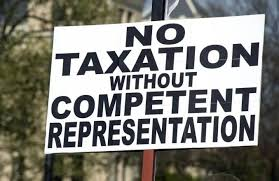 NO
TAXATION
WITHOUT
COMPETENT
REPRESENTATION